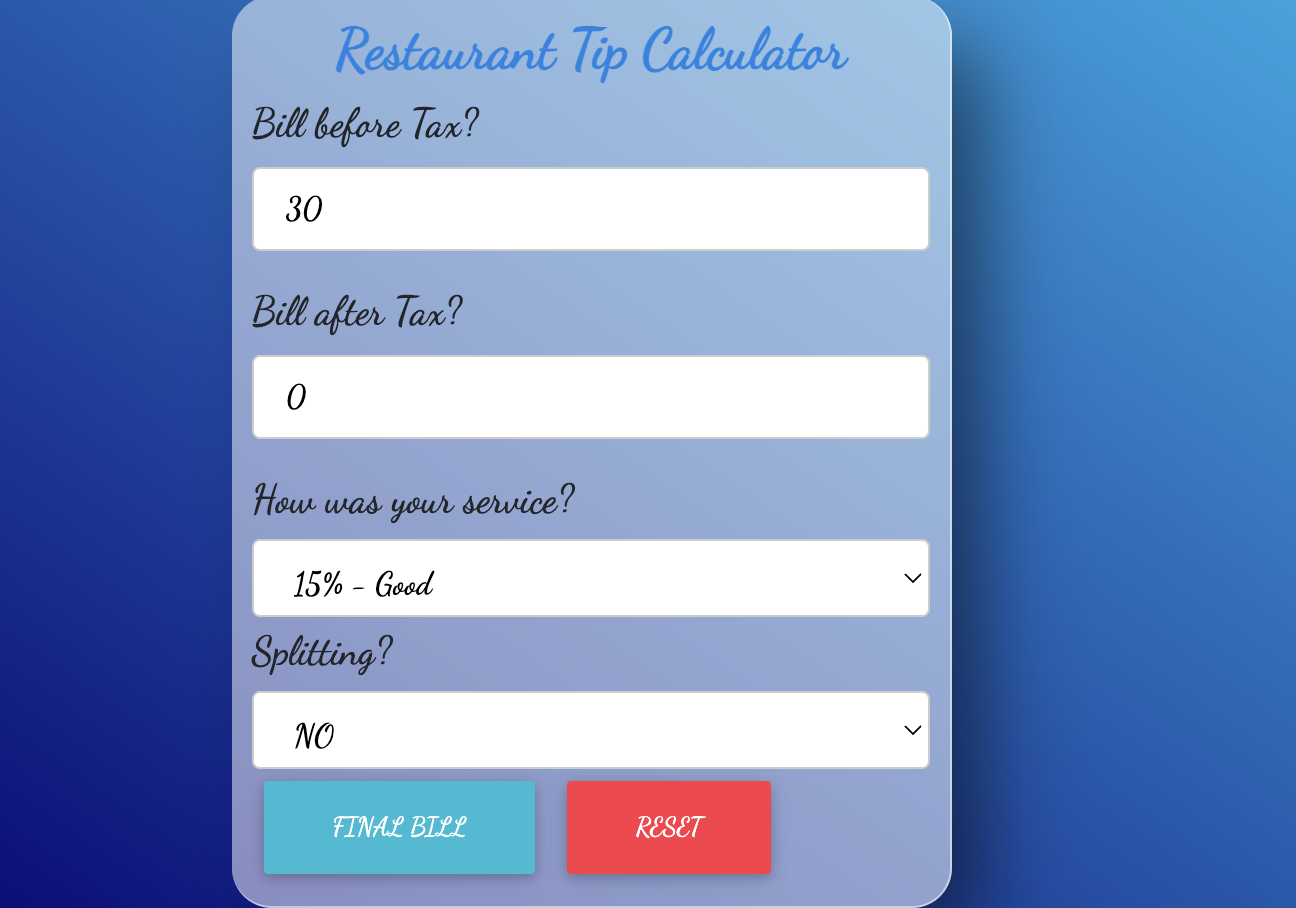 Restaurant Tip Calculator
Bill before Tax?
30
Bill after Tax?
0
How was your service?
15% - Good
Splitting?
NO
FINAL BILL RESET